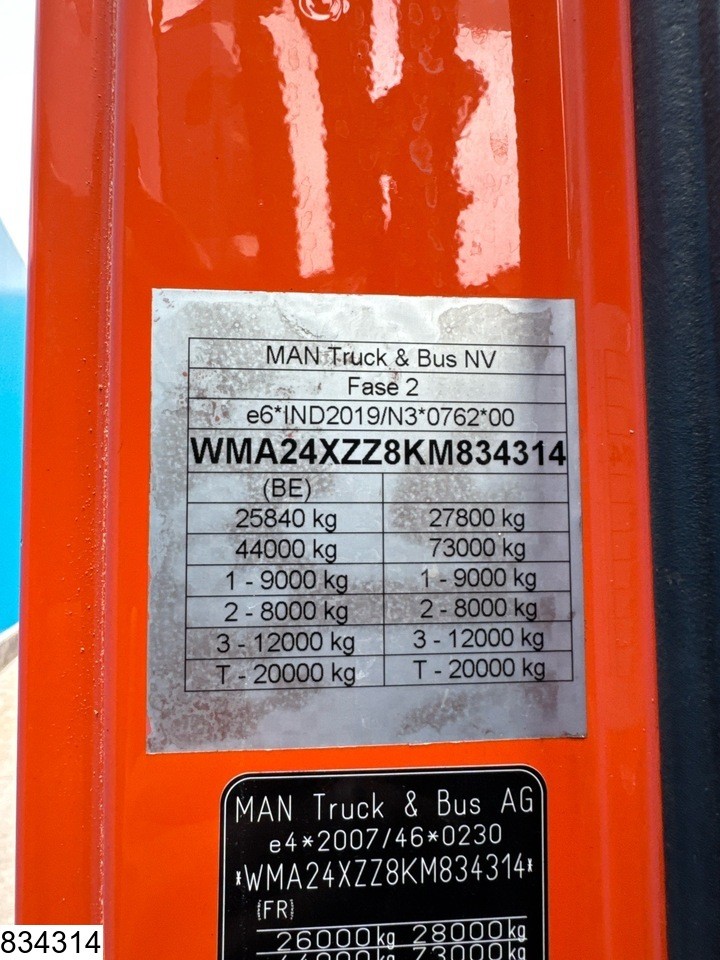 MAN Truck & Bus NV
Fase 2
e6*IND2019/N3*0762*00
WMA24XZZ8KM834314
(BE)
25840 kg 27800 kg
44000 kg 73000 kg
1 - 9000 kg 1 - 9000 kg
2 - 8000 kg 2 - 8000 kg
3 - 12000 kg 3 - 12000 kg
T - 20000 kg T - 20000 kg
MAN Truck & Bus AG
e4*2007/46*0230
*WMA24XZZ8KM834314*
(FR)
26000kg 28000kg
44000kg 73000kg
834314